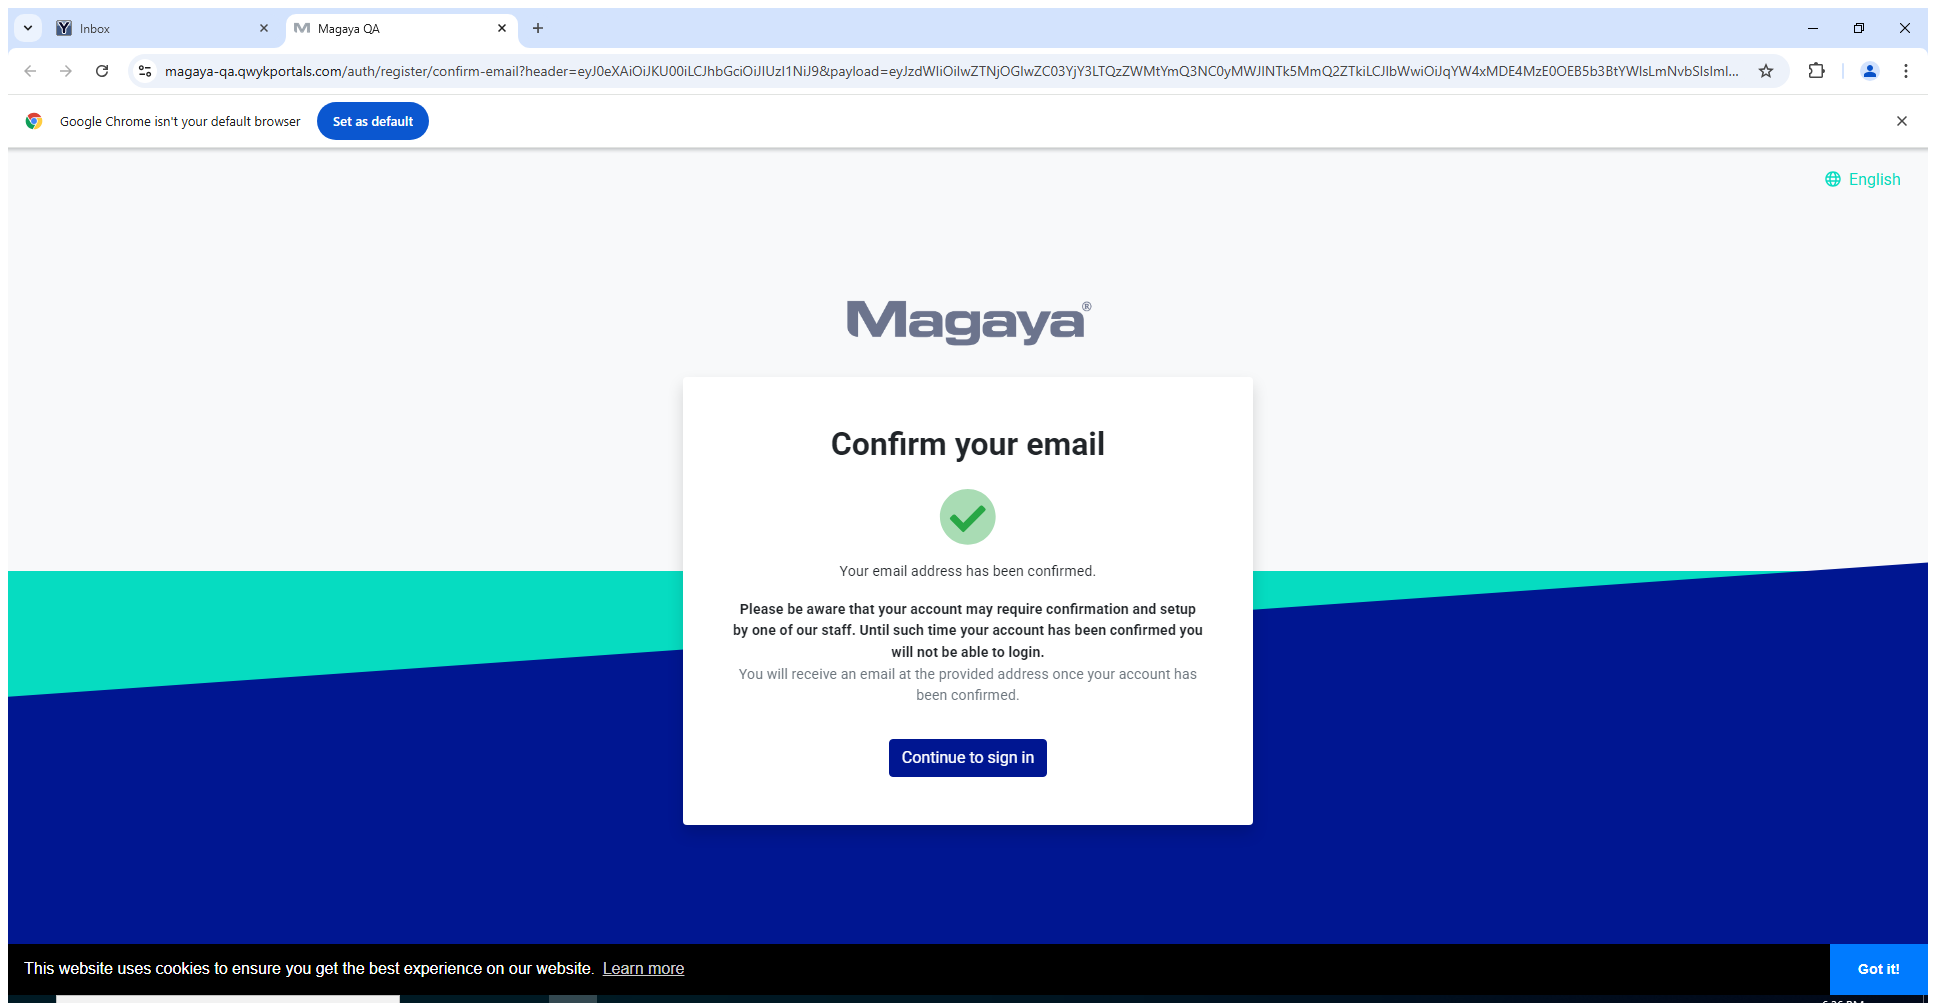 Inbox
Magaya QA
magaya-qa.qwykportals.com/auth/register/confirm-email?header=
Google Chrome isn't your default browser
Set as default
English
Magaya®
Confirm your email
Your email address has been confirmed.
Please be aware that your account may require confirmation and setup
by one of our staff. Until such time your account has been confirmed you
will not be able to login.
You will receive an email at the provided address once your account has
been confirmed.
Continue to sign in
This website uses cookies to ensure you get the best experience on our website. Learn more
Got it!